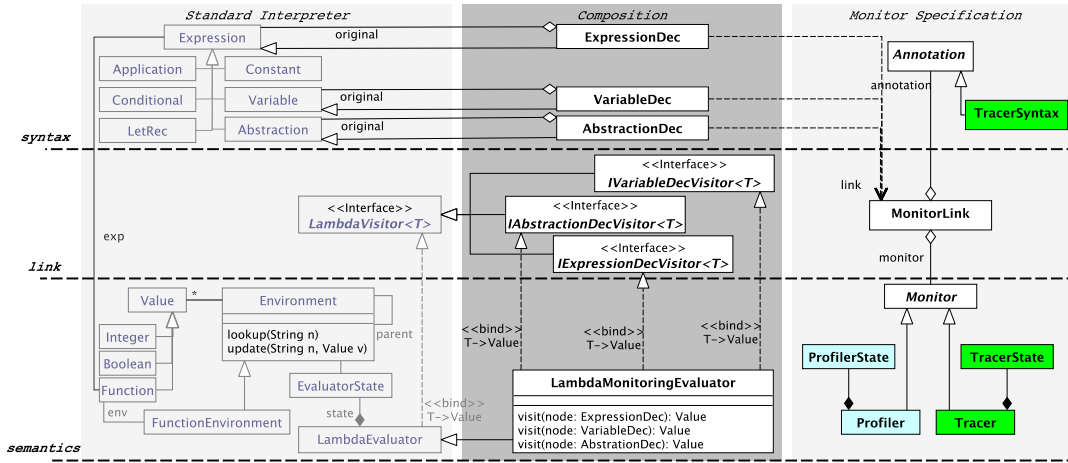 Standard Interpreter
Composition
Monitor Specification
Expression
original
ExpressionDec
Annotation
Application
Constant
annotation
Conditional
Variable
original
VariableDec
TracerSyntax
LetRec
Abstraction
original
AbstractionDec
syntax
<<Interface>>
IVariableDecVisitor<T>
link
<<Interface>>
LambdaVisitor<T>
<<Interface>>
IAbstractionDecVisitor<T>
MonitorLink
exp
<<Interface>>
IExpressionDecVisitor<T>
monitor
link
Value
*
Environment
Monitor
lookup(String n)
update(String n, Value v)
parent
Integer
<<bind>>
T->Value
<<bind>>
T->Value
<<bind>>
T->Value
Boolean
ProfilerState
TracerState
Function
EvaluatorState
LambdaMonitoringEvaluator
env
state
<<bind>>
T->Value
FunctionEnvironment
visit(node: ExpressionDec): Value
visit(node: VariableDec): Value
visit(node: AbstrationDec): Value
Profiler
Tracer
LambdaEvaluator
semantics